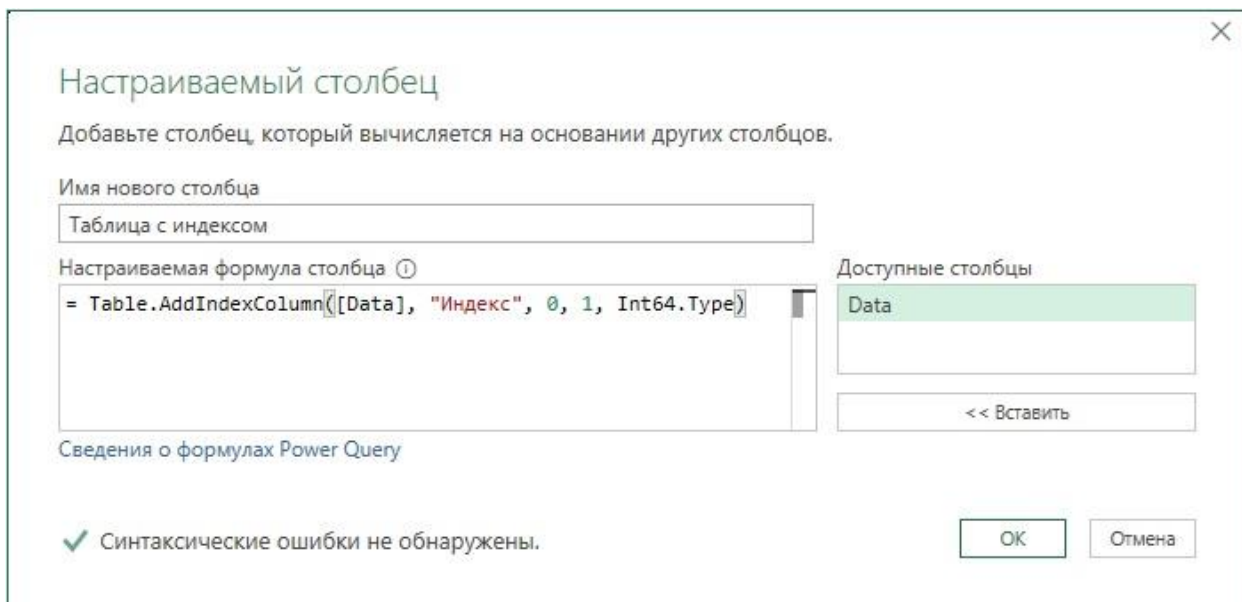 Настраиваемый столбец
Добавьте столбец, который вычисляется на основании других столбцов.
Имя нового столбца
Таблица с индексом
Настраиваемая формула столбца
Доступные столбцы
= Table.AddIndexColumn([Data], "Индекс", 0, 1, Int64.Type)
Data
<< Вставить
Сведения о формулах Power Query
Синтаксические ошибки не обнаружены.
ОК
Отмена